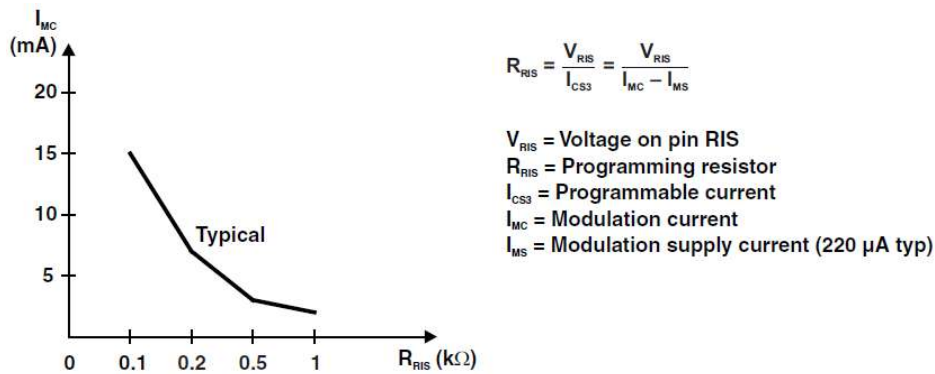 I_MC
(mA)
20
15
10
5
Typical
0 0.1 0.2 0.5 1 R_RIS (kΩ)
R_RIS = V_RIS / I_CS3 = V_RIS / (I_MC – I_MS)
V_RIS = Voltage on pin RIS
R_RIS = Programming resistor
I_CS3 = Programmable current
I_MC = Modulation current
I_MS = Modulation supply current (220 µA typ)